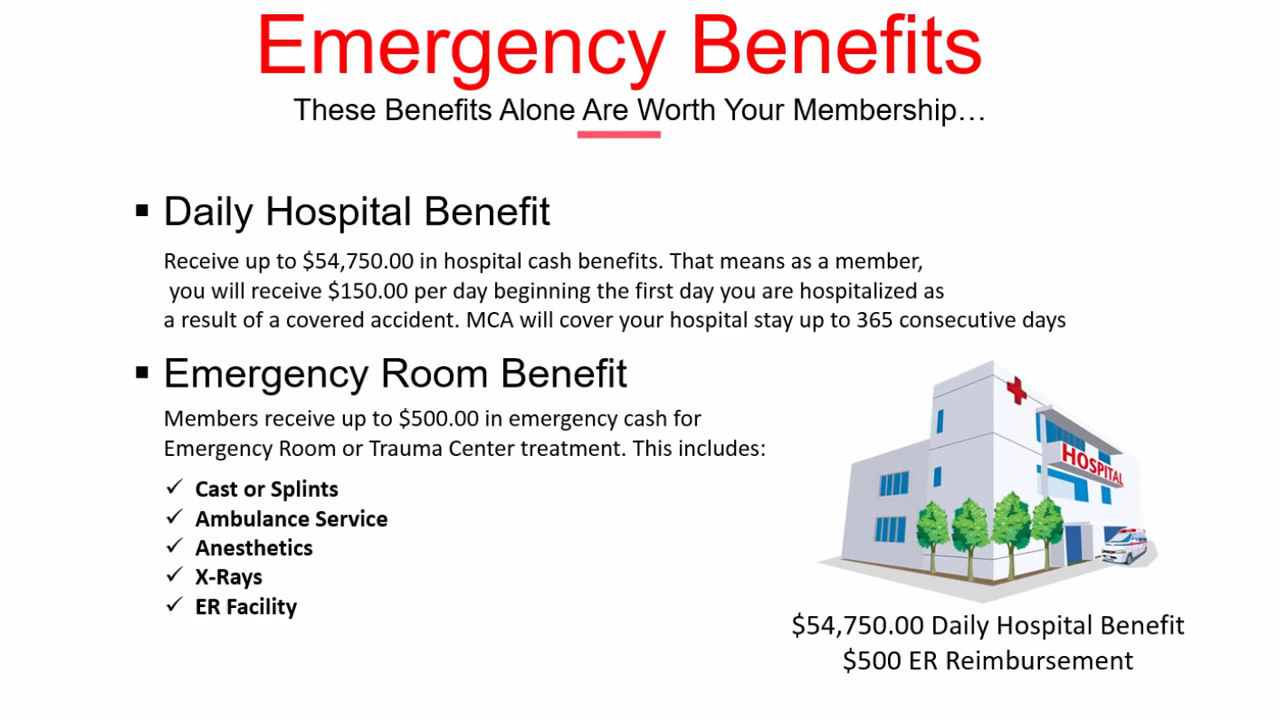 Emergency Benefits
These Benefits Alone Are Worth Your Membership...
▪ Daily Hospital Benefit
Receive up to $54,750.00 in hospital cash benefits. That means as a member,
you will receive $150.00 per day beginning the first day you are hospitalized as
a result of a covered accident. MCA will cover your hospital stay up to 365 consecutive days
▪ Emergency Room Benefit
Members receive up to $500.00 in emergency cash for
Emergency Room or Trauma Center treatment. This includes:
✓ Cast or Splints
✓ Ambulance Service
✓ Anesthetics
✓ X-Rays
✓ ER Facility
HOSPITAL
$54,750.00 Daily Hospital Benefit
$500 ER Reimbursement